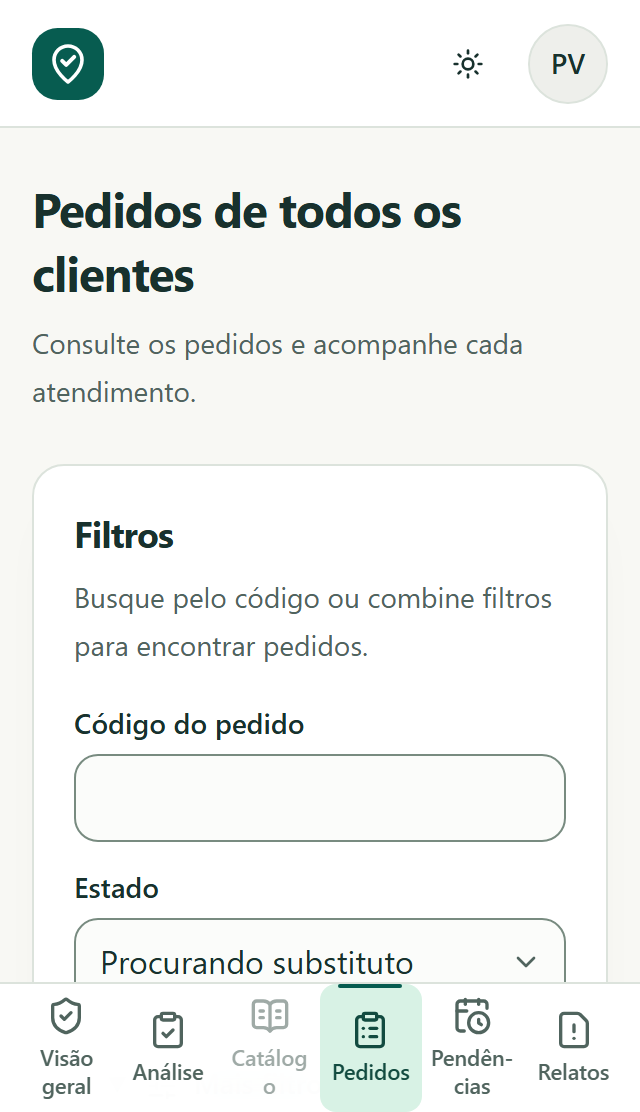 PV
Pedidos de todos os
clientes
Consulte os pedidos e acompanhe cada
atendimento.
Filtros
Busque pelo código ou combine filtros
para encontrar pedidos.
Código do pedido
Estado
Procurando substituto
Visão
geral
Análise
Catálog
o
Pedidos
Pendên-
cias
Relatos